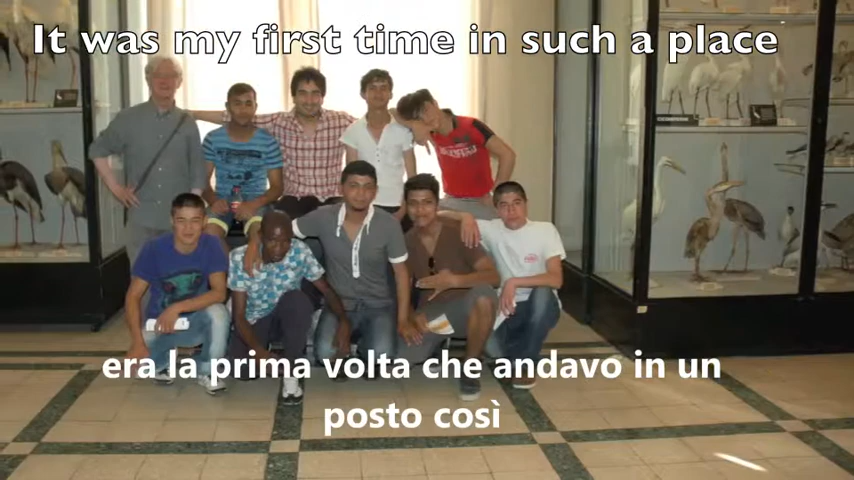 It was my first time in such a place
era la prima volta che andavo in un
posto così